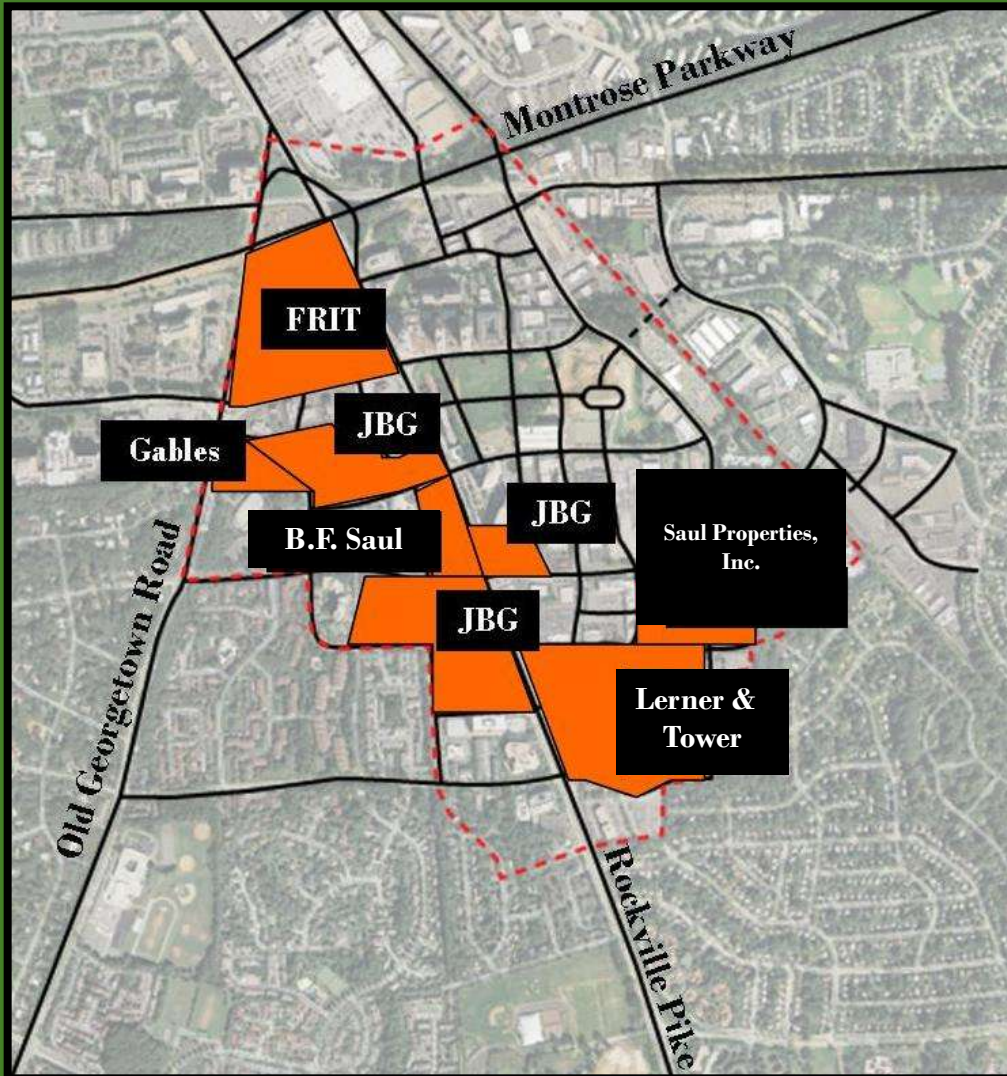 Montrose Parkway
FRIT
JBG
Gables
JBG
B.F. Saul
Saul Properties,
Inc.
JBG
Lerner &
Tower
Old Georgetown Road
Rockville Pike